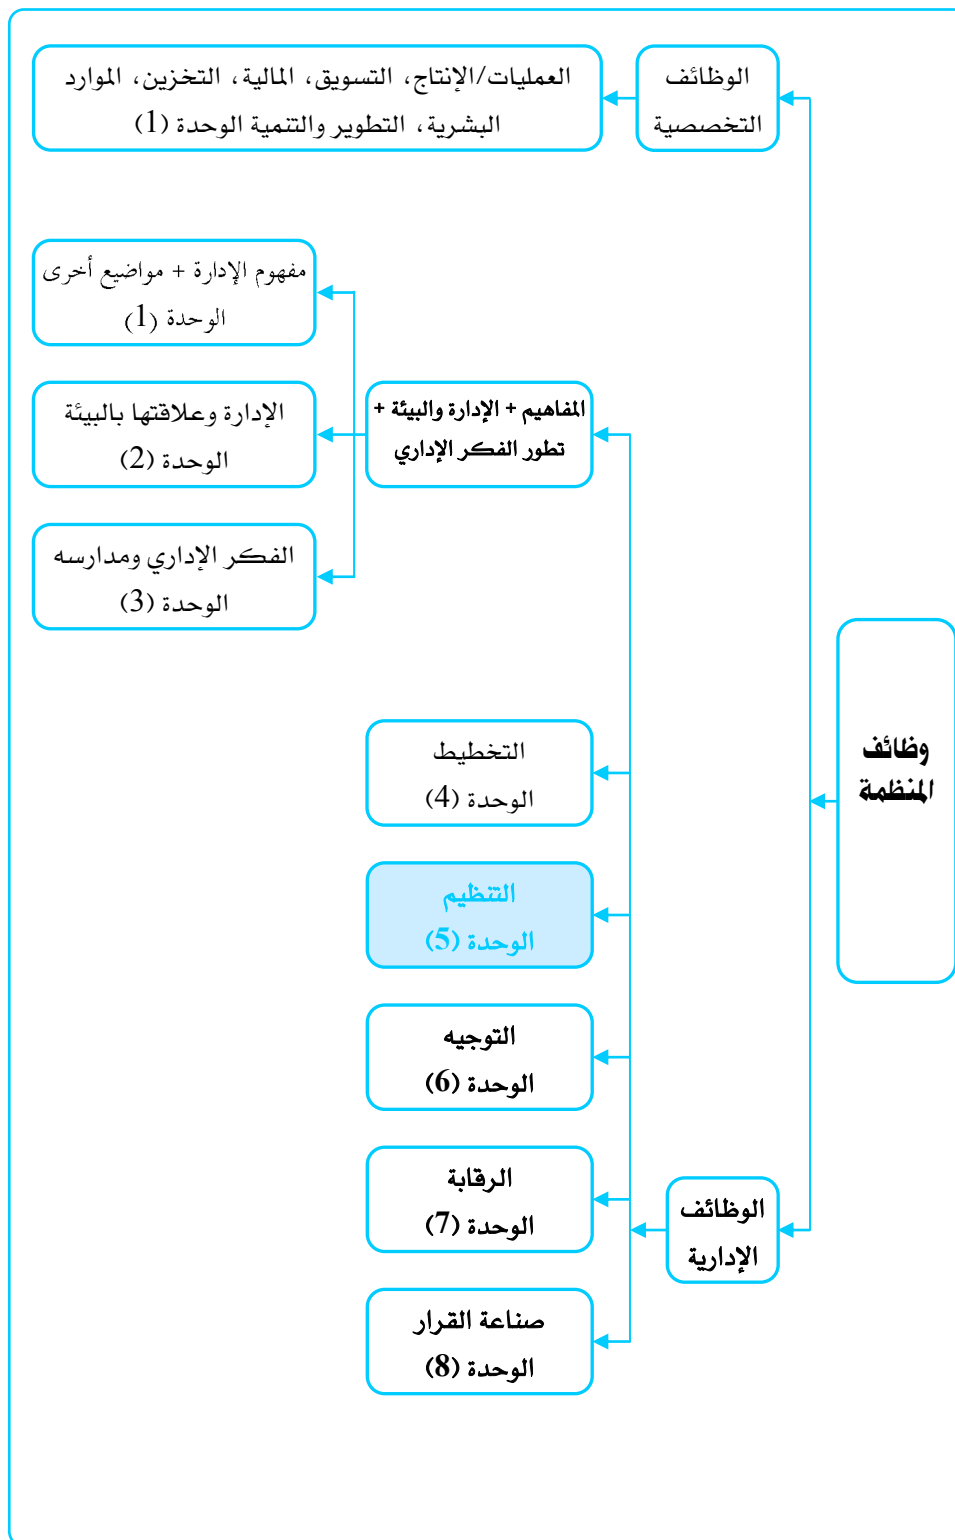 الوظائف
التخصصية
العمليات/الإنتاج، التسويق، المالية، التخزين، الموارد
البشرية، التطوير والتنمية الوحدة (1)
مفهوم الإدارة + مواضيع أخرى
الوحدة (1)
المفاهيم + الإدارة والبيئة +
تطور الفكر الإداري
الإدارة وعلاقتها بالبيئة
الوحدة (2)
الفكر الإداري ومدارسه
الوحدة (3)
وظائف
المنظمة
التخطيط
الوحدة (4)
التنظيم
الوحدة (5)
التوجيه
الوحدة (6)
الرقابة
الوحدة (7)
الوظائف
الإدارية
صناعة القرار
الوحدة (8)